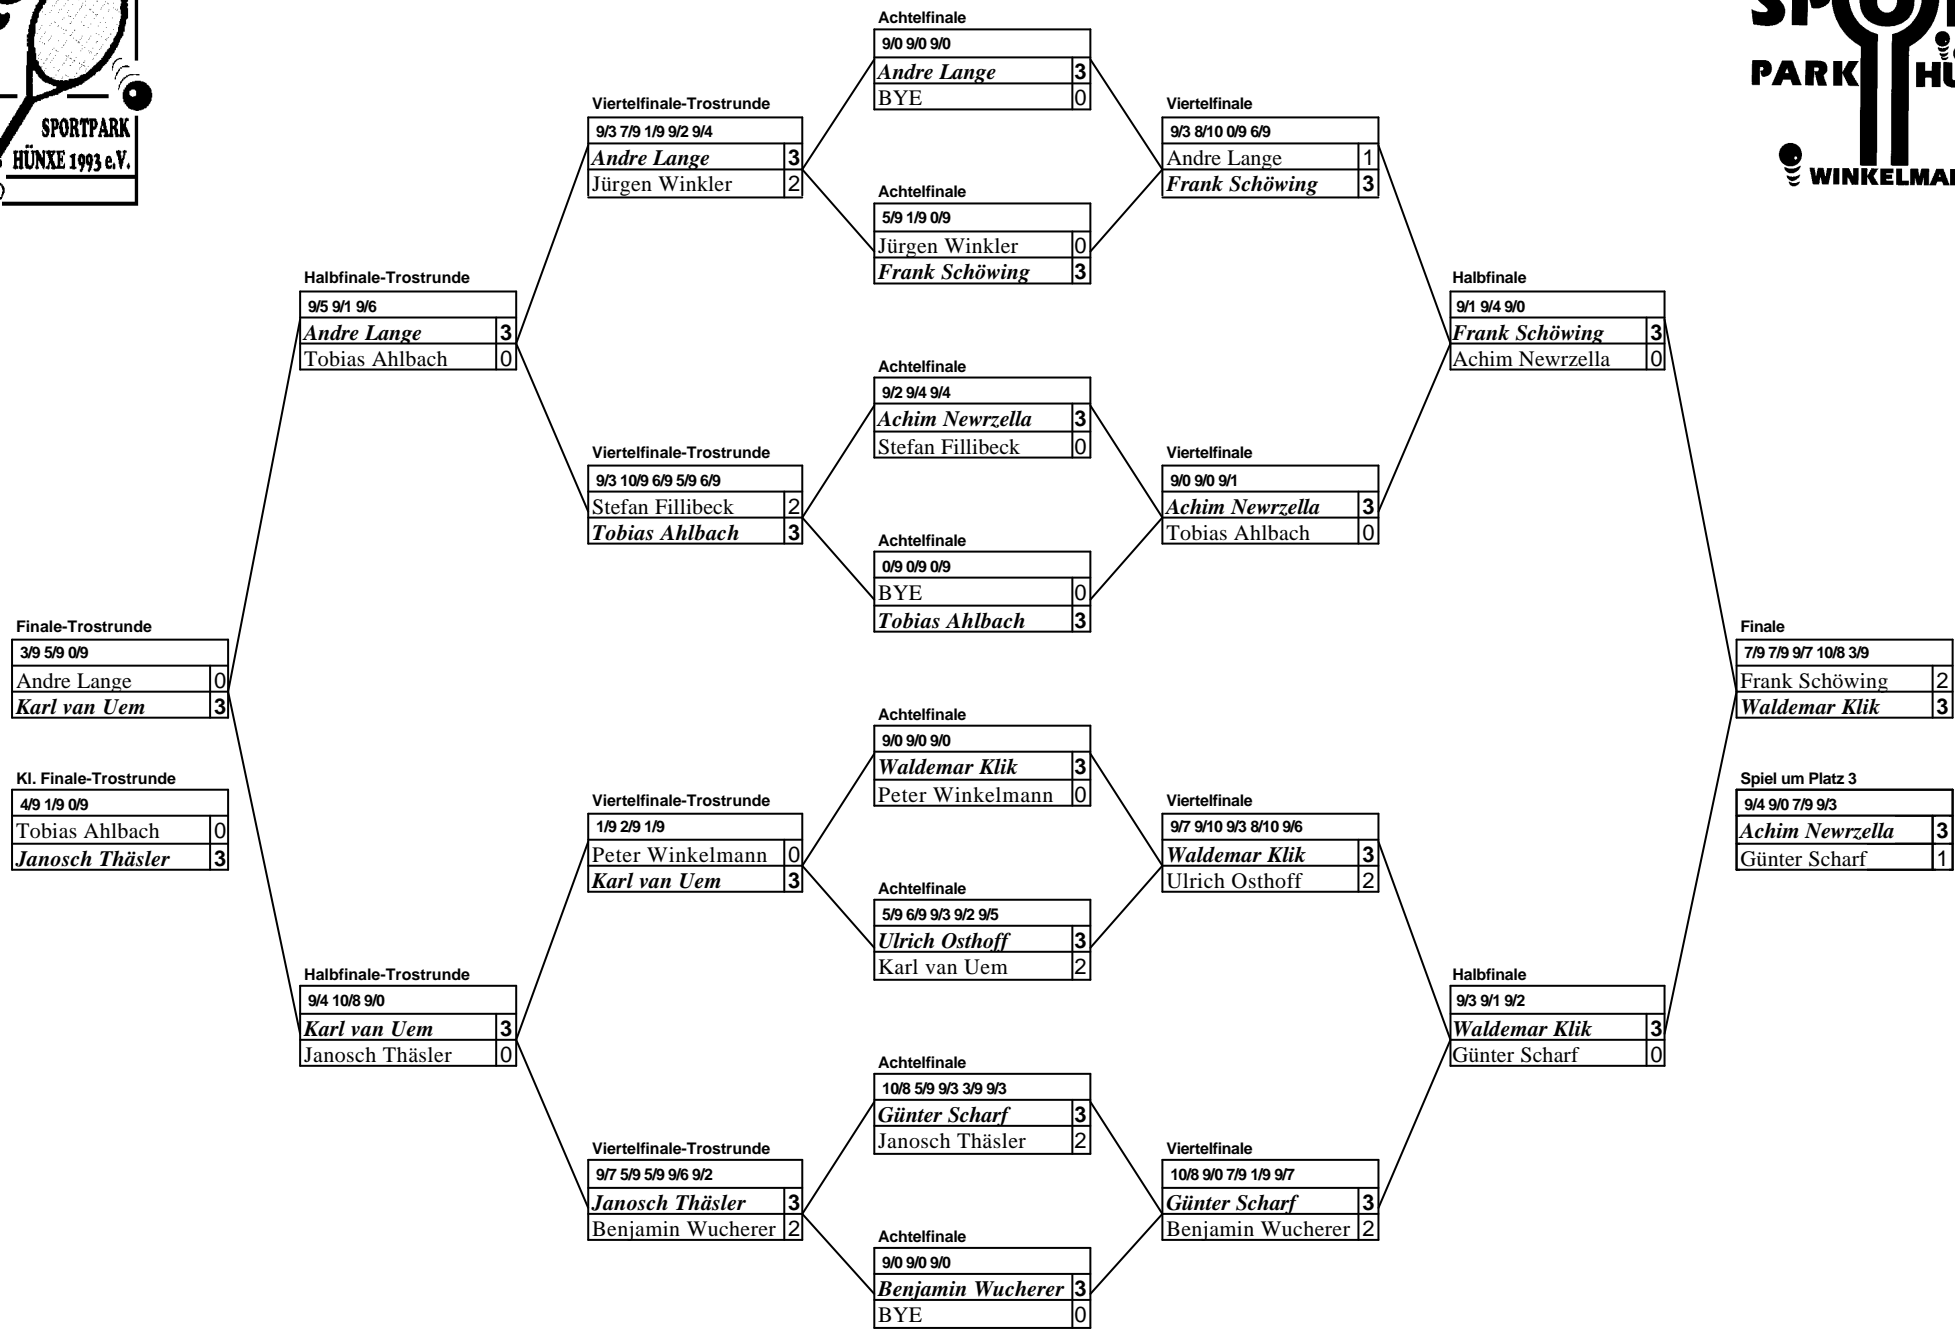 SPORTPARK
HÜNXE 1993 e.V.
PARK
WINKELMA
Finale-Trostrunde
3/9 5/9 0/9
Andre Lange 0
Karl van Uem 3
Kl. Finale-Trostrunde
4/9 1/9 0/9
Tobias Ahlbach 0
Janosch Thäsler 3
Halbfinale-Trostrunde
9/5 9/1 9/6
Andre Lange 3
Tobias Ahlbach 0
Halbfinale-Trostrunde
9/4 10/8 9/0
Karl van Uem 3
Janosch Thäsler 0
Viertelfinale-Trostrunde
9/3 7/9 1/9 9/2 9/4
Andre Lange 3
Jürgen Winkler 2
Viertelfinale-Trostrunde
9/3 10/9 6/9 5/9 6/9
Stefan Fillibeck 2
Tobias Ahlbach 3
Viertelfinale-Trostrunde
1/9 2/9 1/9
Peter Winkelmann 0
Karl van Uem 3
Viertelfinale-Trostrunde
9/7 5/9 5/9 9/6 9/2
Janosch Thäsler 3
Benjamin Wucherer 2
Achtelfinale
9/0 9/0 9/0
Andre Lange 3
BYE 0
Achtelfinale
5/9 1/9 0/9
Jürgen Winkler 0
Frank Schöwing 3
Achtelfinale
9/2 9/4 9/4
Achim Newrzella 3
Stefan Fillibeck 0
Achtelfinale
0/9 0/9 0/9
BYE 0
Tobias Ahlbach 3
Achtelfinale
9/0 9/0 9/0
Waldemar Klik 3
Peter Winkelmann 0
Achtelfinale
5/9 6/9 9/3 9/2 9/5
Ulrich Osthoff 3
Karl van Uem 2
Achtelfinale
10/8 5/9 9/3 3/9 9/3
Günter Scharf 3
Janosch Thäsler 2
Achtelfinale
9/0 9/0 9/0
Benjamin Wucherer 3
BYE 0
Viertelfinale
9/3 8/10 0/9 6/9
Andre Lange 1
Frank Schöwing 3
Viertelfinale
9/0 9/0 9/1
Achim Newrzella 3
Tobias Ahlbach 0
Viertelfinale
9/7 9/10 9/3 8/10 9/6
Waldemar Klik 3
Ulrich Osthoff 2
Viertelfinale
10/8 9/0 7/9 1/9 9/7
Günter Scharf 3
Benjamin Wucherer 2
Halbfinale
9/1 9/4 9/0
Frank Schöwing 3
Achim Newrzella 0
Halbfinale
9/3 9/1 9/2
Waldemar Klik 3
Günter Scharf 0
Finale
7/9 7/9 9/7 10/8 3/9
Frank Schöwing 2
Waldemar Klik 3
Spiel um Platz 3
9/4 9/0 7/9 9/3
Achim Newrzella 3
Günter Scharf 1